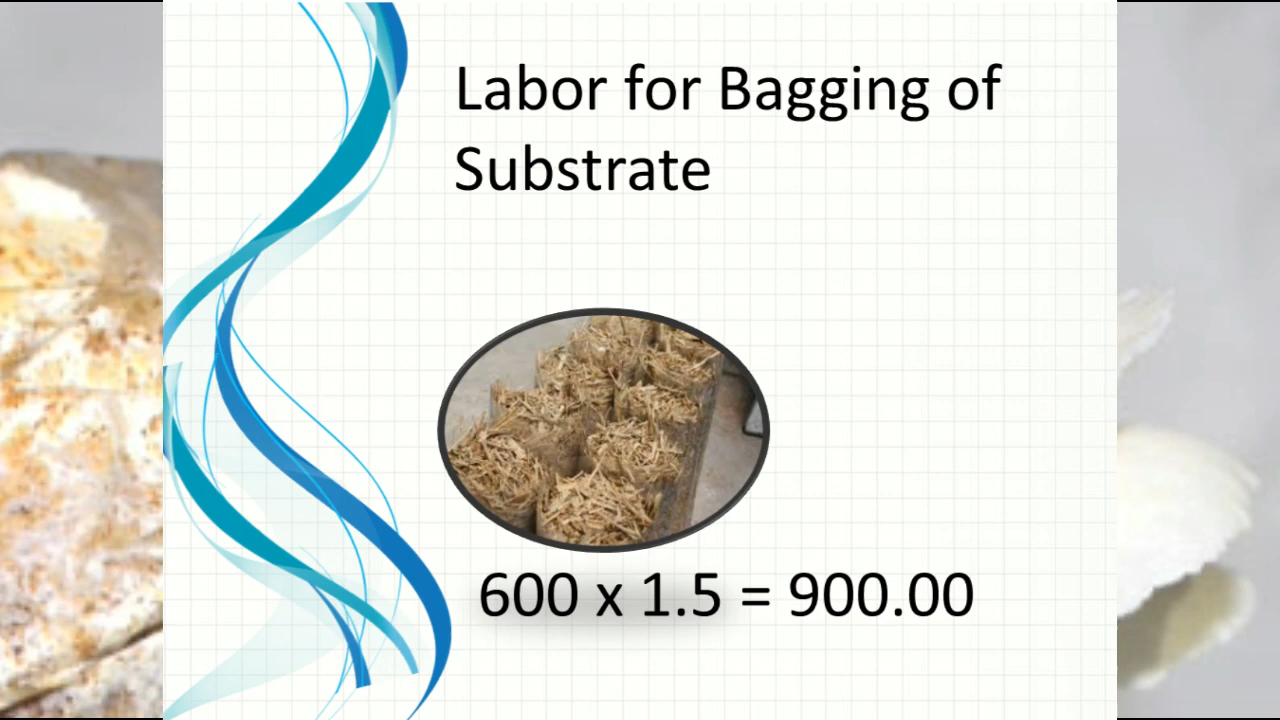 Labor for Bagging of
Substrate
600 x 1.5 = 900.00